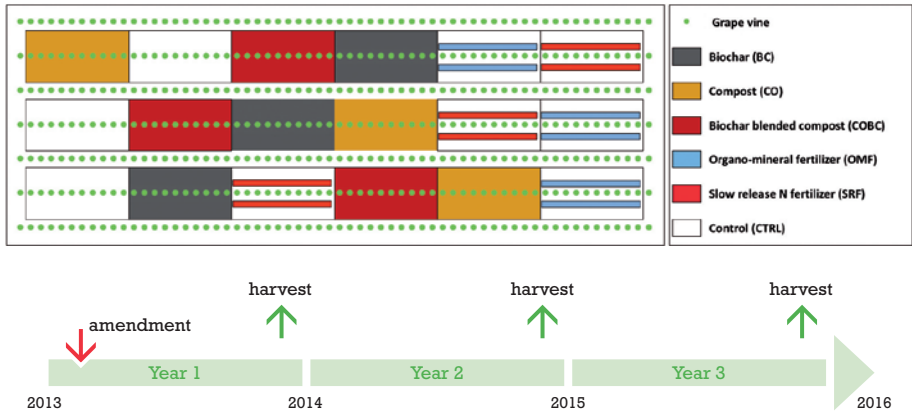 Grape vine
Biochar (BC)
Compost (CO)
Biochar blended compost (COBC)
Organo-mineral fertilizer (OMF)
Slow release N fertilizer (SRF)
Control (CTRL)
harvest harvest harvest
amendment
Year 1 Year 2 Year 3
2013 2014 2015 2016